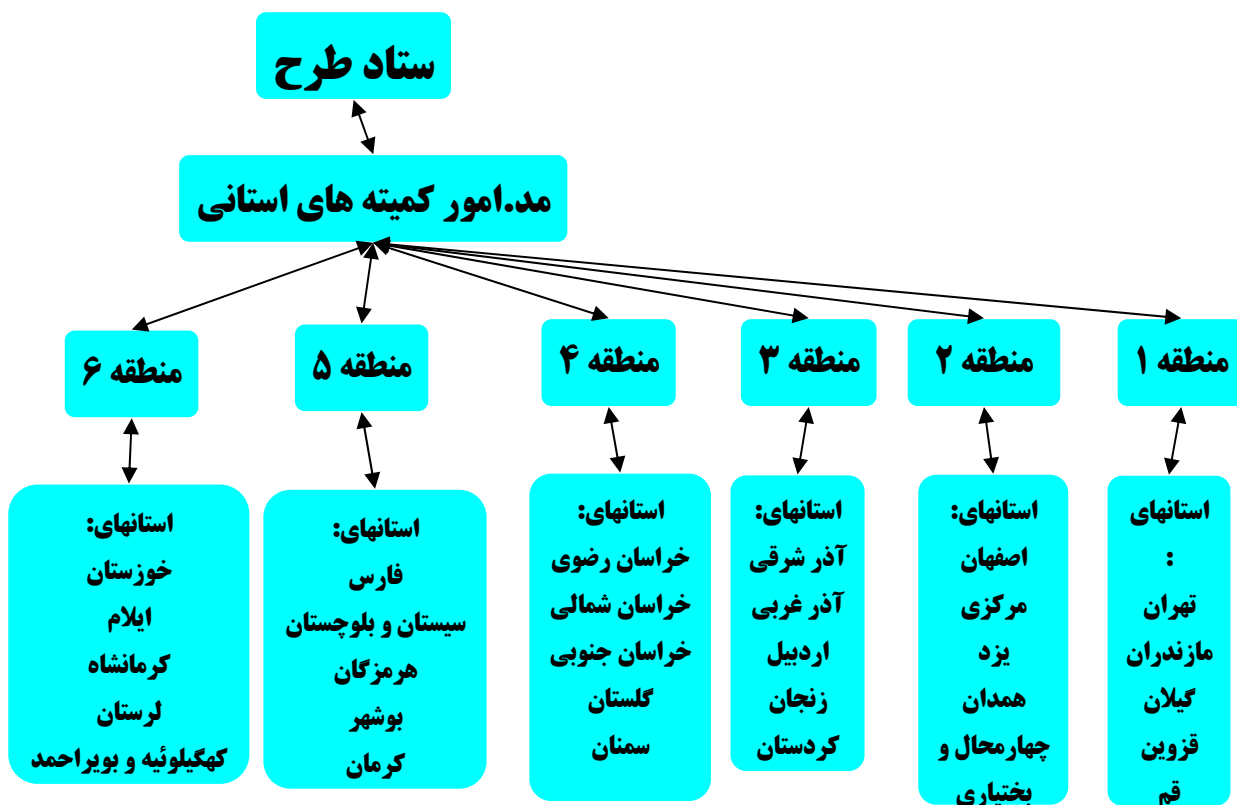 ستاد طرح
مد.امور کمیته های استانی
منطقه ۱
منطقه ۲
منطقه ۳
منطقه ۴
منطقه ۵
منطقه ۶
استانهای
:
تهران
مازندران
گیلان
قزوین
قم
استانهای:
اصفهان
مرکزی
یزد
همدان
چهارمحال و
بختیاری
استانهای:
آذر شرقی
آذر غربی
اردبیل
زنجان
کردستان
استانهای:
خراسان رضوی
خراسان شمالی
خراسان جنوبی
گلستان
سمنان
استانهای:
فارس
سیستان و بلوچستان
هرمزگان
بوشهر
کرمان
استانهای:
خوزستان
ایلام
کرمانشاه
لرستان
کهگیلوئیه و بویراحمد